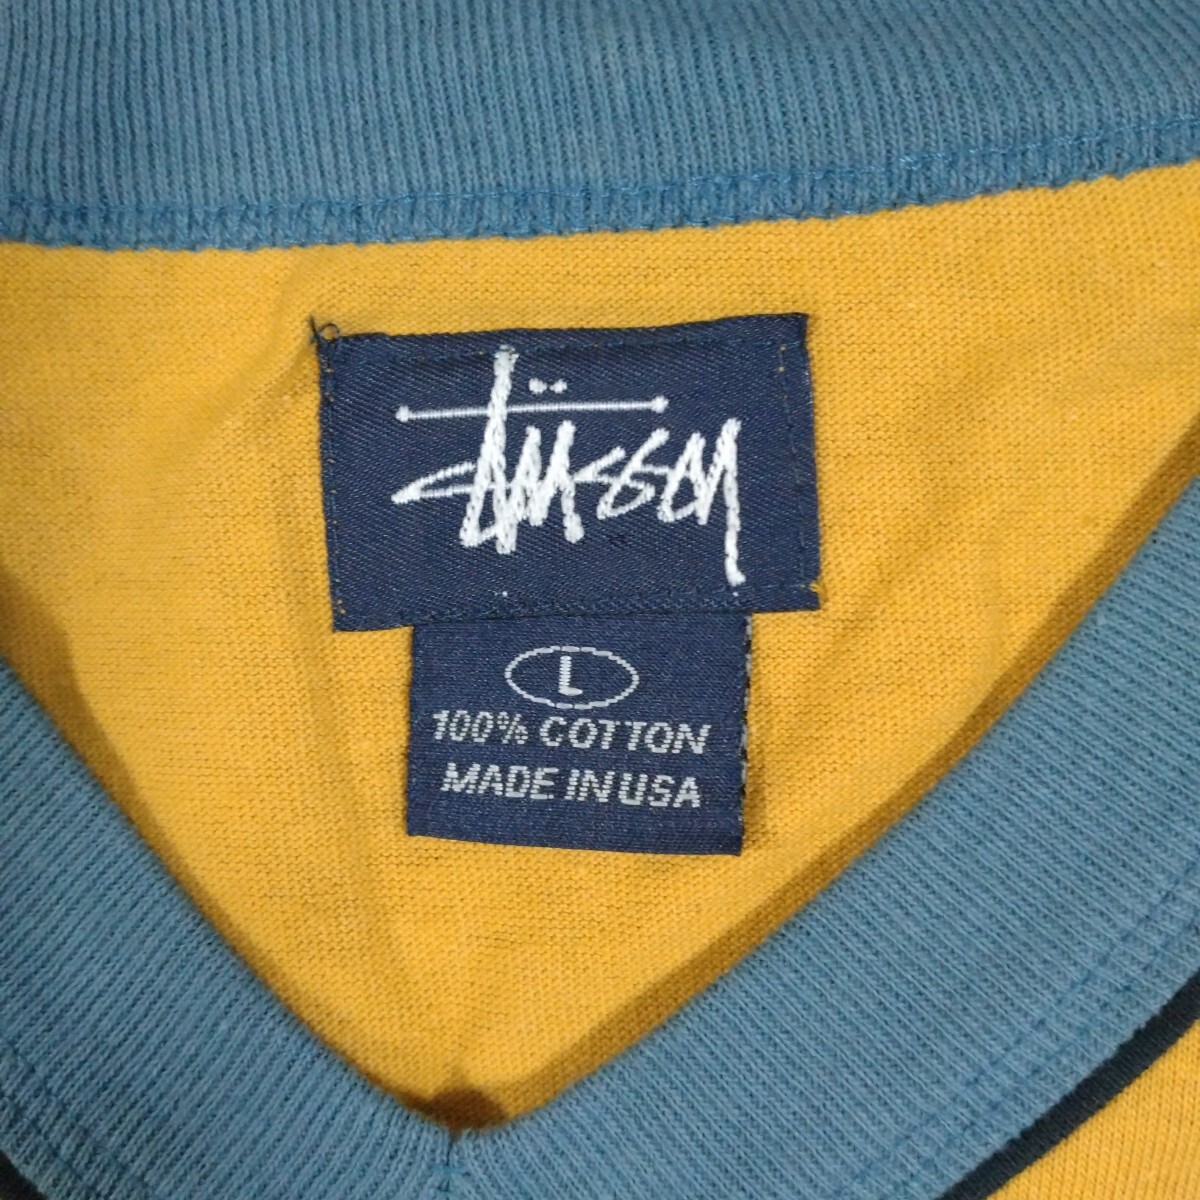 Stüssy
L
100% COTTON
MADE IN USA